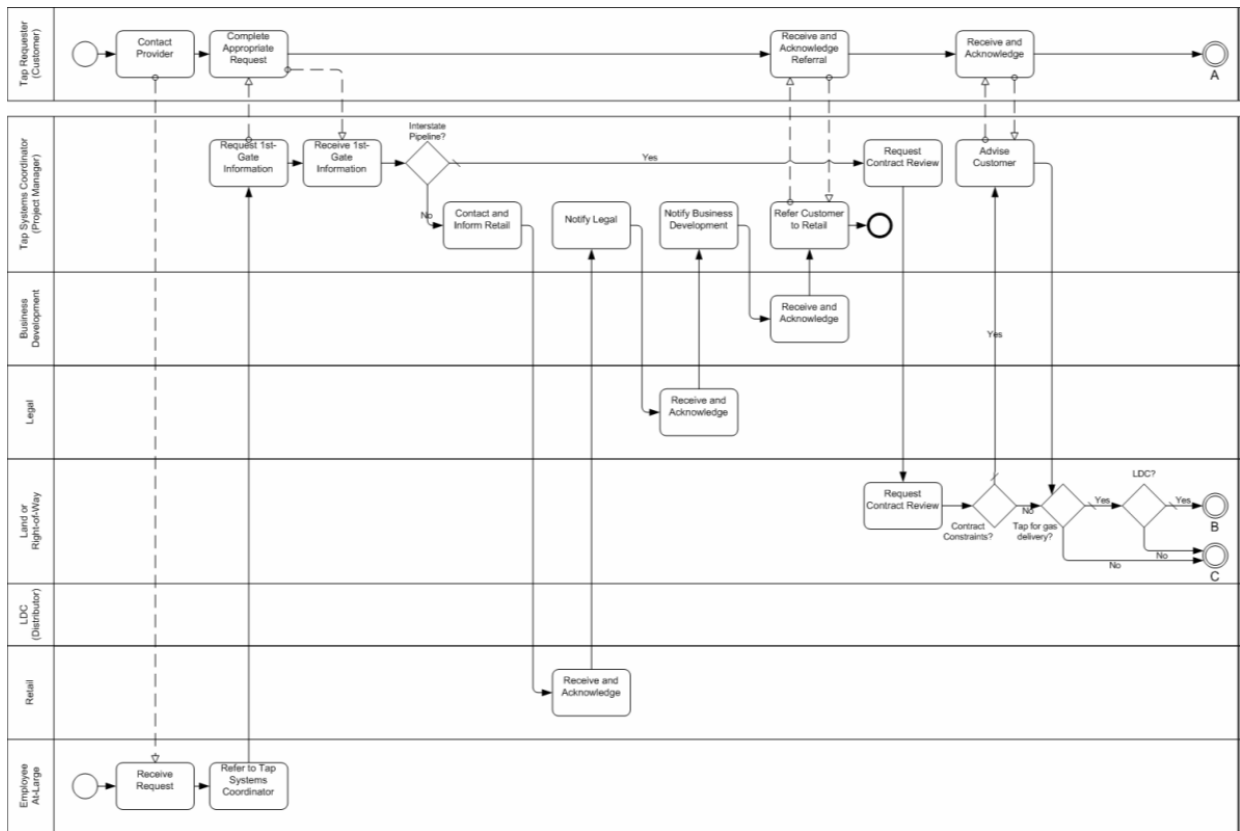 Tap Requester
(Customer)
Contact
Provider
Complete
Appropriate
Request
Receive and
Acknowledge
Referral
Receive and
Acknowledge
A
Tap Systems Coordinator
(Project Manager)
Request 1st-
Gate
Information
Receive 1st-
Gate
Information
Interstate
Pipeline?
Yes
No
Contact and
Inform Retail
Notify Legal
Notify Business
Development
Refer Customer
to Retail
Request
Contract Review
Advise
Customer
Business
Development
Receive and
Acknowledge
Yes
Legal
Receive and
Acknowledge
Land or
Right-of-Way
Request
Contract Review
Contract
Constraints?
No
Tap for gas
delivery?
Yes
LDC?
Yes
B
No
No
C
LDC
(Distributor)
Retail
Receive and
Acknowledge
Employee
At-Large
Receive
Request
Refer to Tap
Systems
Coordinator